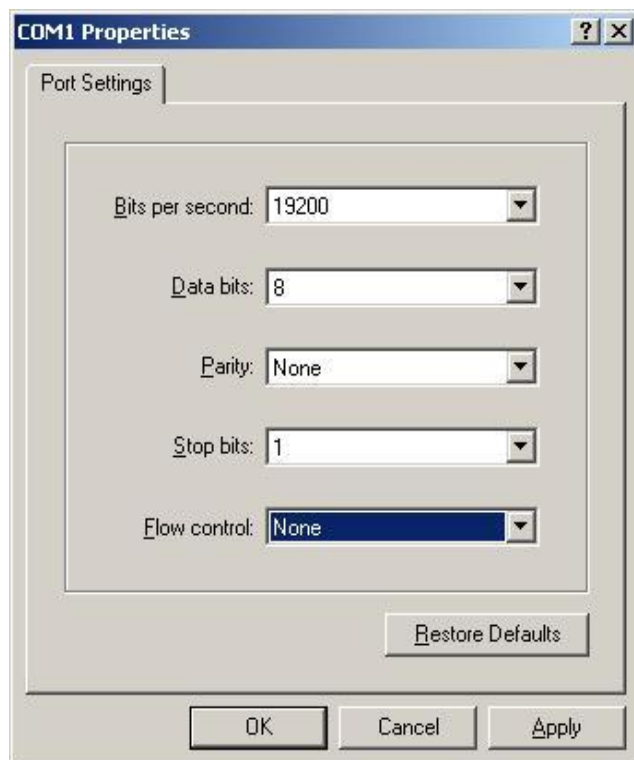 COM1 Properties
Port Settings
Bits per second: 19200
Data bits: 8
Parity: None
Stop bits: 1
Flow control: None
Restore Defaults
OK Cancel Apply